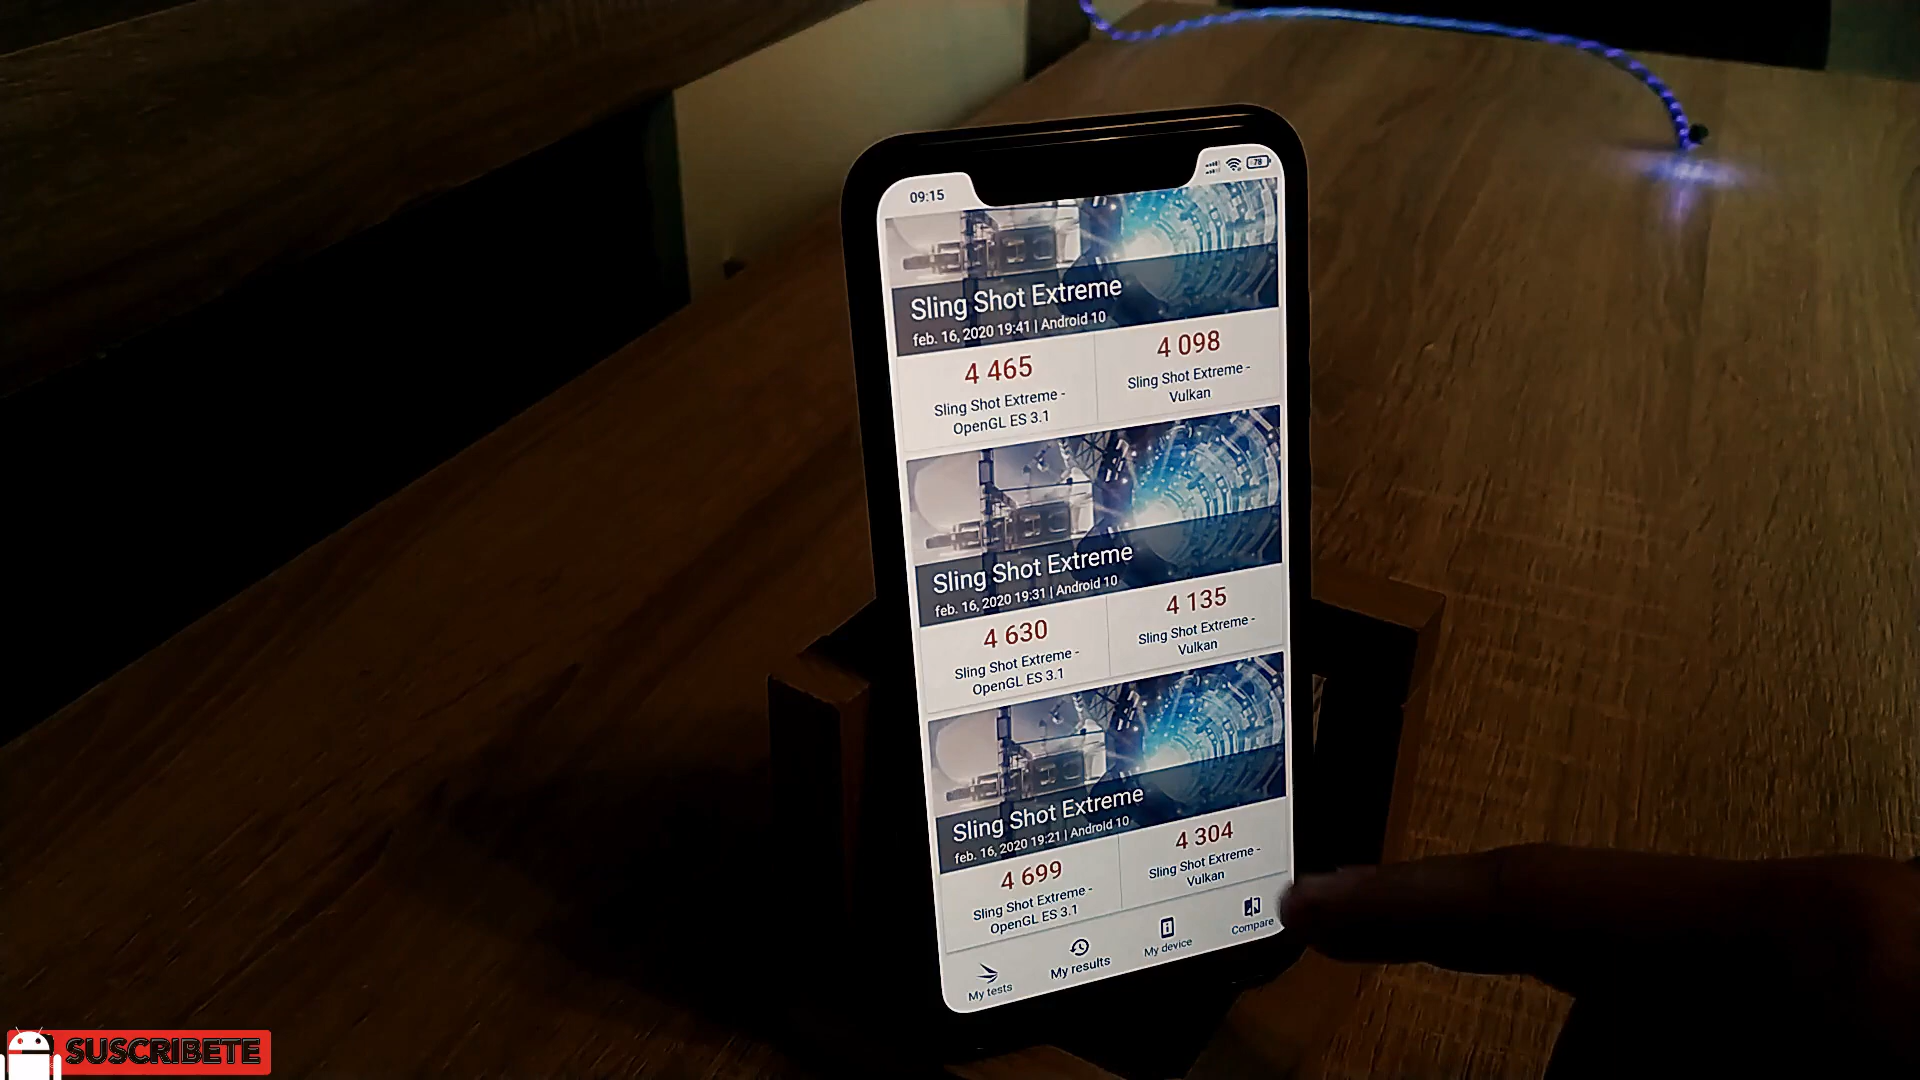 09:15
78
Sling Shot Extreme
feb. 16, 2020 19:41 | Android 10
4 465
Sling Shot Extreme -
OpenGL ES 3.1
4 098
Sling Shot Extreme -
Vulkan
Sling Shot Extreme
feb. 16, 2020 19:31 | Android 10
4 630
Sling Shot Extreme -
OpenGL ES 3.1
4 135
Sling Shot Extreme -
Vulkan
Sling Shot Extreme
feb. 16, 2020 19:21 | Android 10
4 699
Sling Shot Extreme -
OpenGL ES 3.1
4 304
Sling Shot Extreme -
Vulkan
My tests
My results
My device
Compare
SUSCRIBETE